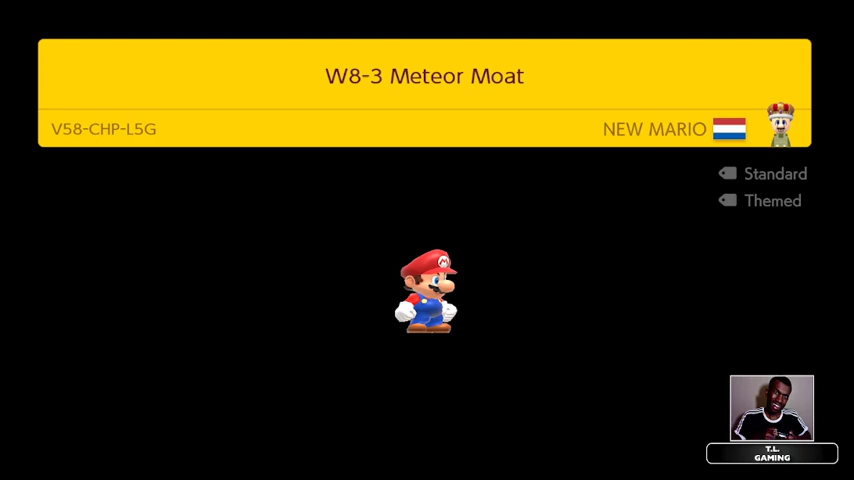 W8-3 Meteor Moat
V58-CHP-L5G
NEW MARIO
Standard
Themed
M
T.L.
GAMING